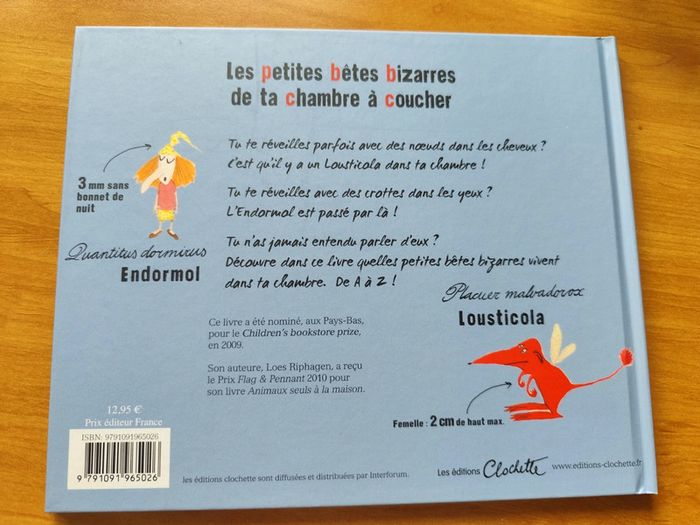 Les petites bêtes bizarres
de ta chambre à coucher
Tu te réveilles parfois avec des nœuds dans les cheveux ?
C'est qu'il y a un Lousticola dans ta chambre !
Tu te réveilles avec des crottes dans les yeux ?
L'Endormol est passé par là !
Tu n'as jamais entendu parler d'eux ?
Découvre dans ce livre quelles petites bêtes bizarres vivent
dans ta chambre. De A à Z !
3 mm sans
bonnet de
nuit
Quantitus dormirus
Endormol
Placuer malvadorox
Lousticola
Femelle : 2 cm de haut max.
Ce livre a été nominé, aux Pays-Bas,
pour le Children's bookstore prize,
en 2009.
Son auteure, Loes Riphagen, a reçu
le Prix Flag & Pennant 2010 pour
son livre Animaux seuls à la maison.
12,95 €
Prix éditeur France
ISBN: 9791091965026
9 791091 965026
les éditions clochette sont diffusées et distribuées par Interforum.
Les éditions Clochette
www.editions-clochette.fr